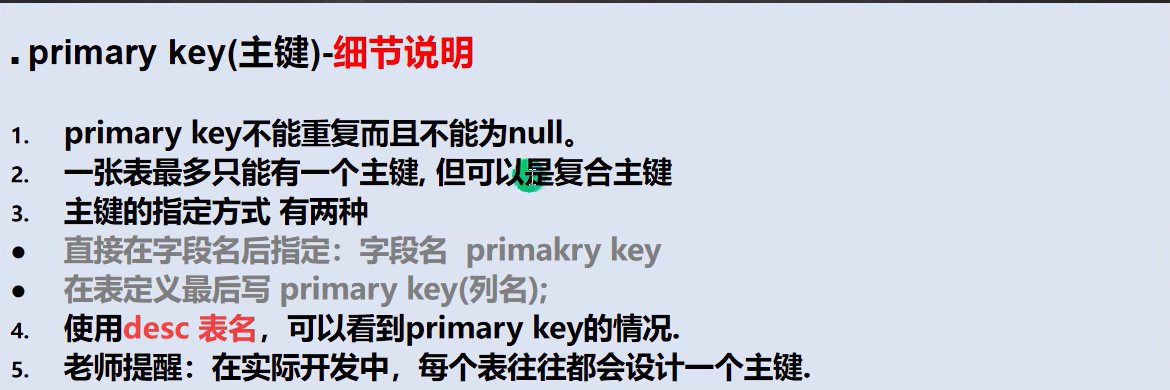 ▪ primary key(主键)-细节说明
1. primary key不能重复而且不能为null。
2. 一张表最多只能有一个主键, 但可以是复合主键
3. 主键的指定方式 有两种
● 直接在字段名后指定：字段名 primakry key
● 在表定义最后写 primary key(列名);
4. 使用desc 表名，可以看到primary key的情况.
5. 老师提醒：在实际开发中，每个表往往都会设计一个主键.